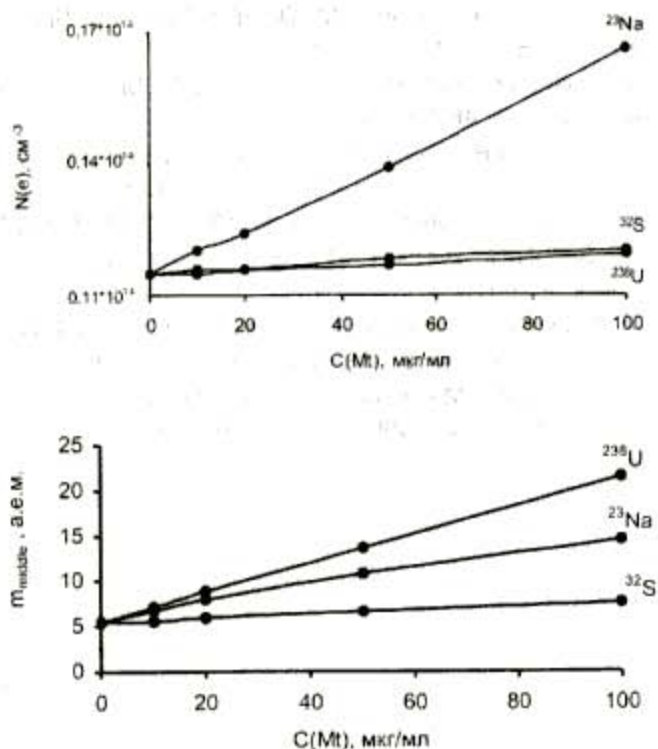 0,17*10¹⁴
²³Na
N(e), см⁻³
0,14*10¹⁴
³²S
²³⁸U
0,11*10¹⁴
0 20 40 60 80 100
C(Mt), мкг/мл
25
²³⁸U
20
m middle , а.е.м.
²³Na
15
10
³²S
5
0
0 20 40 60 80 100
C(Mt), мкг/мл